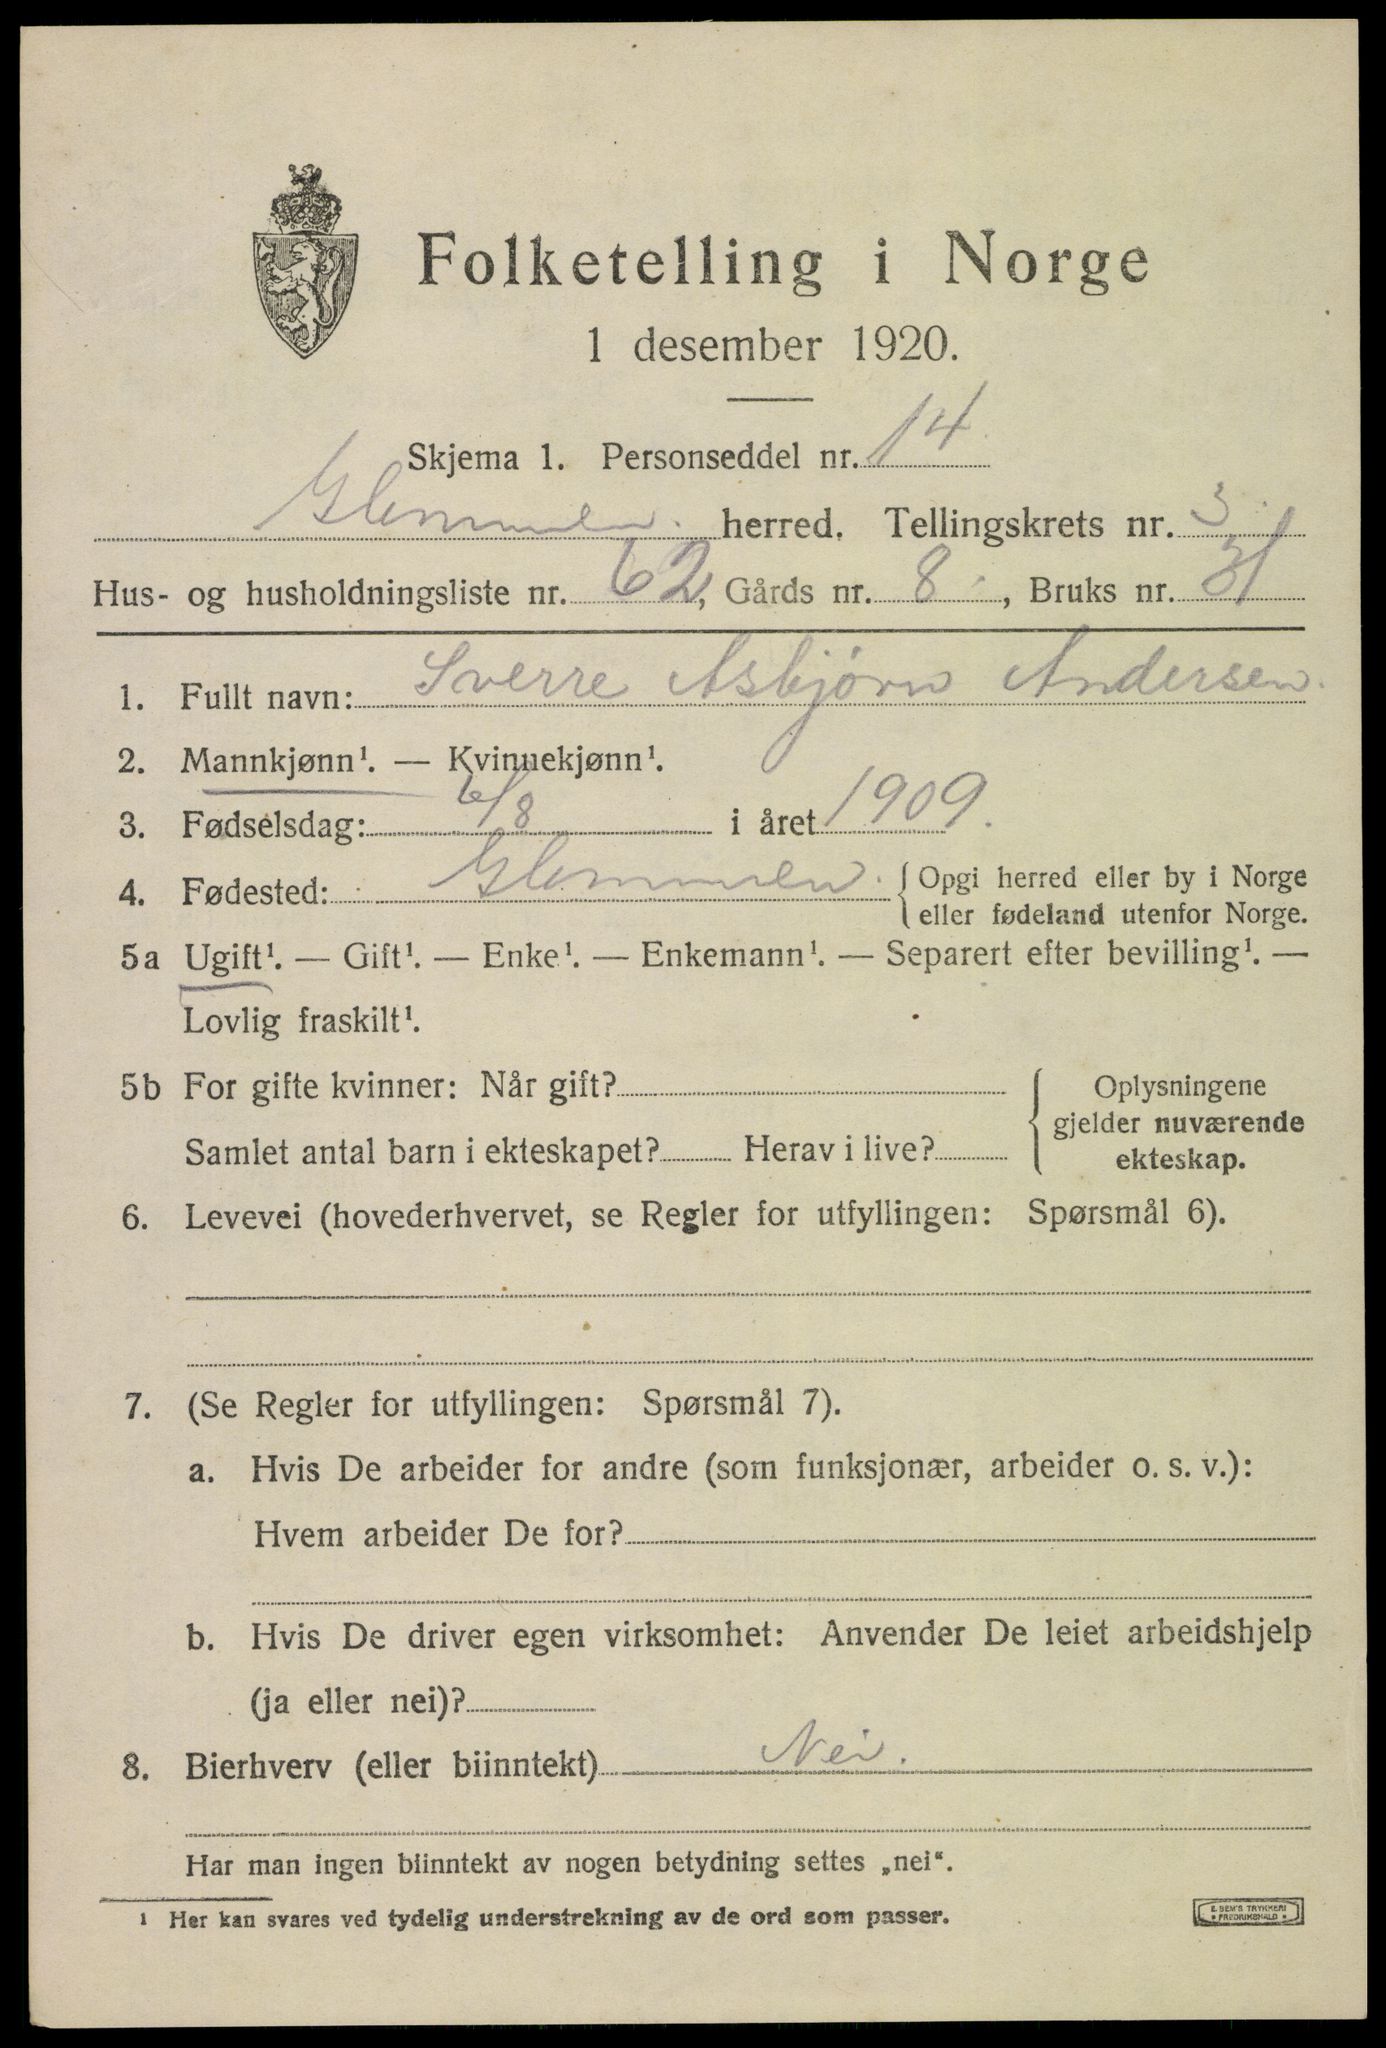 Folketelling i Norge
1 desember 1920.
Skjema 1. Personseddel nr. 14
Glemmen. herred. Tellingskrets nr. 3.
Hus- og husholdningsliste nr. 62, Gårds nr. 8, Bruks nr. 31
1. Fullt navn: Sverre Asbjørn Andersen.
2. Mannkjønn¹. — Kvinnekjønn¹.
3. Fødselsdag: 6/8 i året 1909.
4. Fødested: Glemmen. { Opgi herred eller by i Norge
eller fødeland utenfor Norge.
5a Ugift¹. — Gift¹. — Enke¹. — Enkemann¹. — Separert efter bevilling¹. —
Lovlig fraskilt¹.
5b For gifte kvinner: Når gift? { Oplysningene
gjelder nuværende
Samlet antal barn i ekteskapet? Herav i live? ekteskap.
6. Levevei (hovederhvervet, se Regler for utfyllingen: Spørsmål 6).
7. (Se Regler for utfyllingen: Spørsmål 7).
a. Hvis De arbeider for andre (som funksjonær, arbeider o. s. v.):
Hvem arbeider De for?
b. Hvis De driver egen virksomhet: Anvender De leiet arbeidshjelp
(ja eller nei)?
8. Bierhverv (eller biinntekt) Nei.
Har man ingen biinntekt av nogen betydning settes „nei“.
¹ Her kan svares ved tydelig understrekning av de ord som passer.
E. SEM'S TRYKKERI
• FREDRIKSHALD •